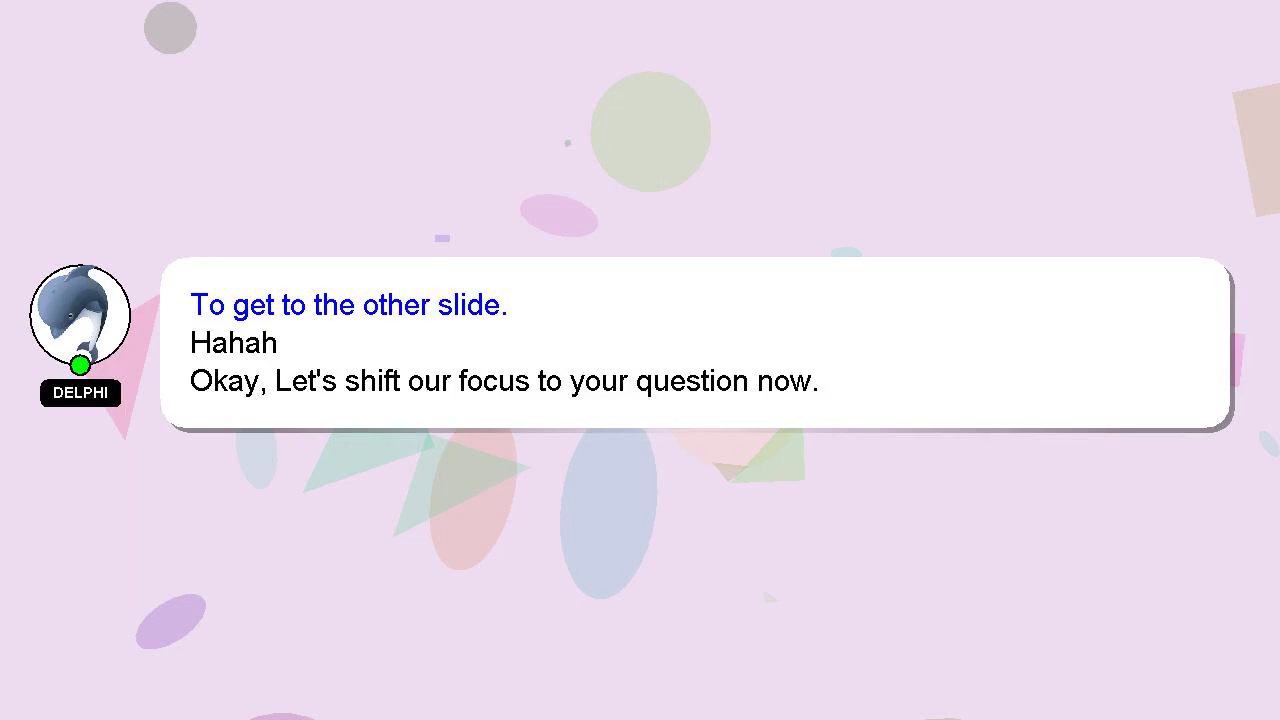 To get to the other slide.
Hahah
Okay, Let's shift our focus to your question now.
DELPHI